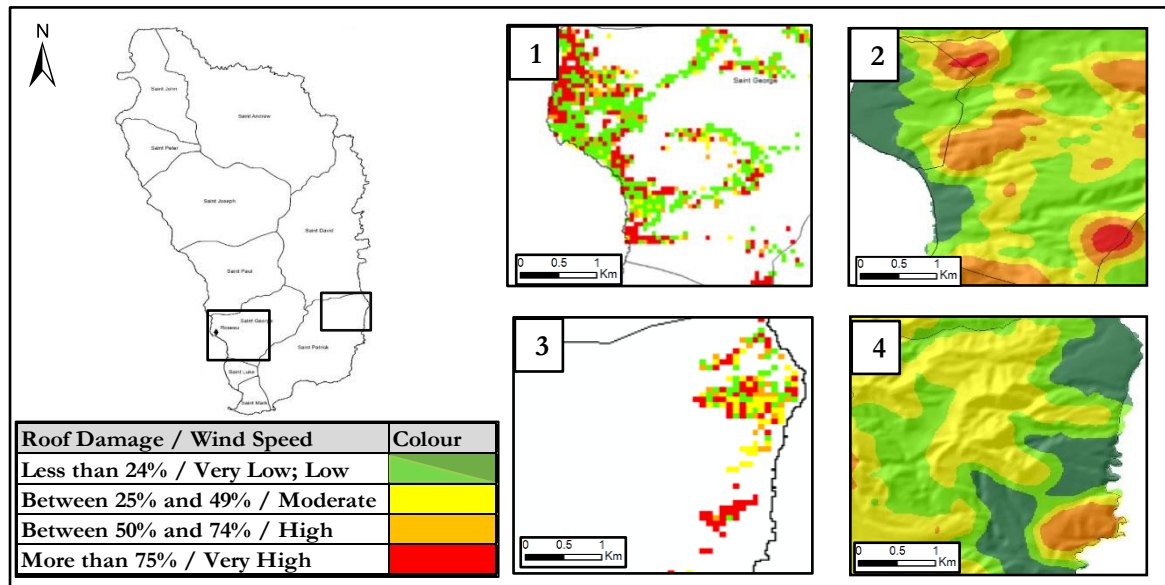 N
Saint John
Saint Andrew
Saint Peter
Saint Joseph
Saint David
Saint Paul
Saint George
Roseau
Saint Patrick
Saint Luke
Saint Mark
Roof Damage / Wind Speed Colour
Less than 24% / Very Low; Low
Between 25% and 49% / Moderate
Between 50% and 74% / High
More than 75% / Very High
1
Saint George
0 0.5 1
Km
2
0 0.5 1
Km
3
0 0.5 1
Km
4
0 0.5 1
Km